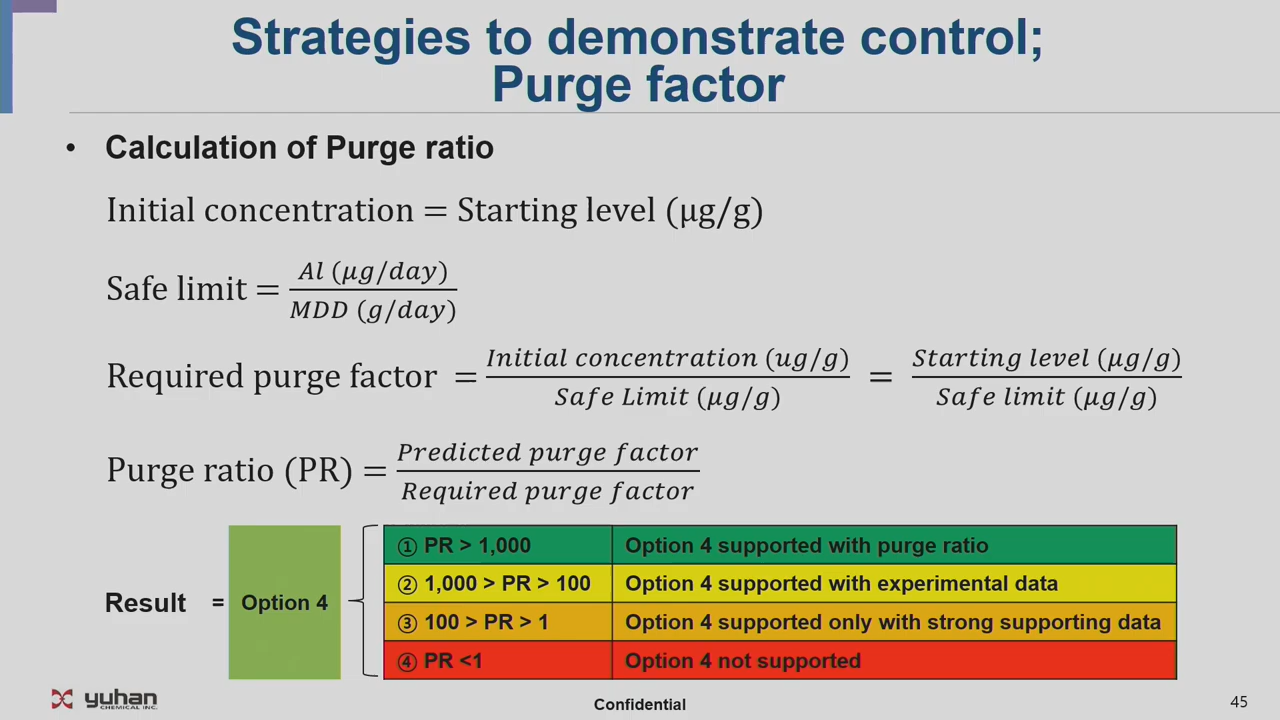 Strategies to demonstrate control;
Purge factor
• Calculation of Purge ratio
Initial concentration = Starting level (μg/g)
Safe limit = AI (μg/day) / MDD (g/day)
Required purge factor = Initial concentration (ug/g) / Safe Limit (μg/g) = Starting level (μg/g) / Safe limit (μg/g)
Purge ratio (PR) = Predicted purge factor / Required purge factor
Result = Option 4
① PR > 1,000 Option 4 supported with purge ratio
② 1,000 > PR > 100 Option 4 supported with experimental data
③ 100 > PR > 1 Option 4 supported only with strong supporting data
④ PR <1 Option 4 not supported
yuhan
CHEMICAL INC.
Confidential
45